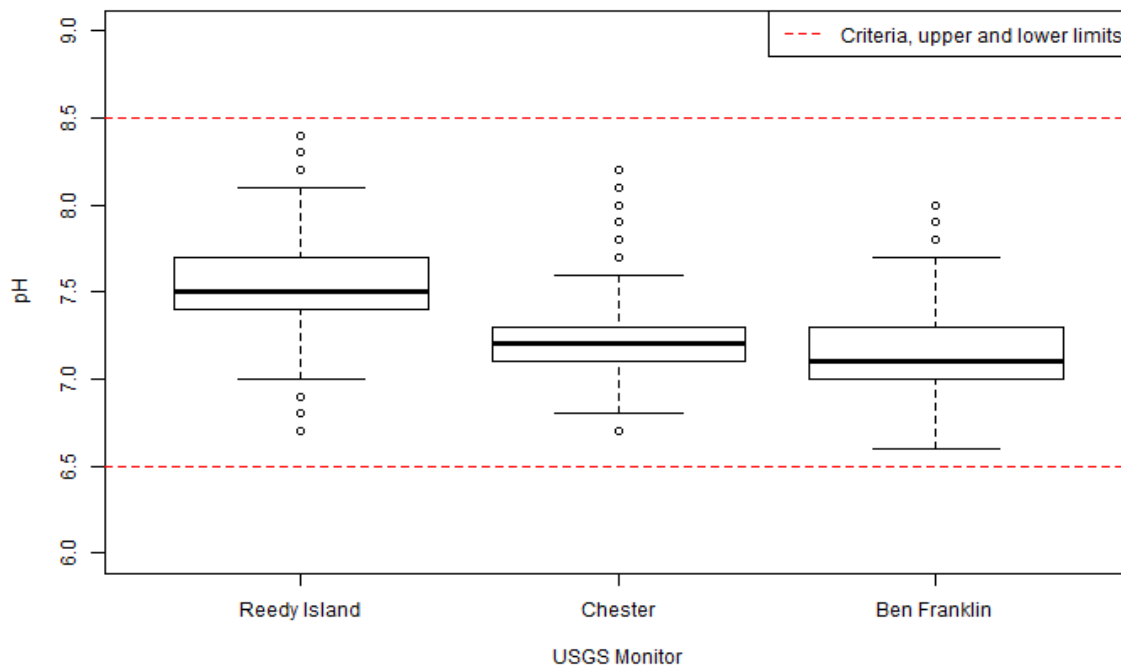 Criteria, upper and lower limits
9.0
8.5
8.0
7.5
7.0
6.5
6.0
pH
Reedy Island
Chester
Ben Franklin
USGS Monitor